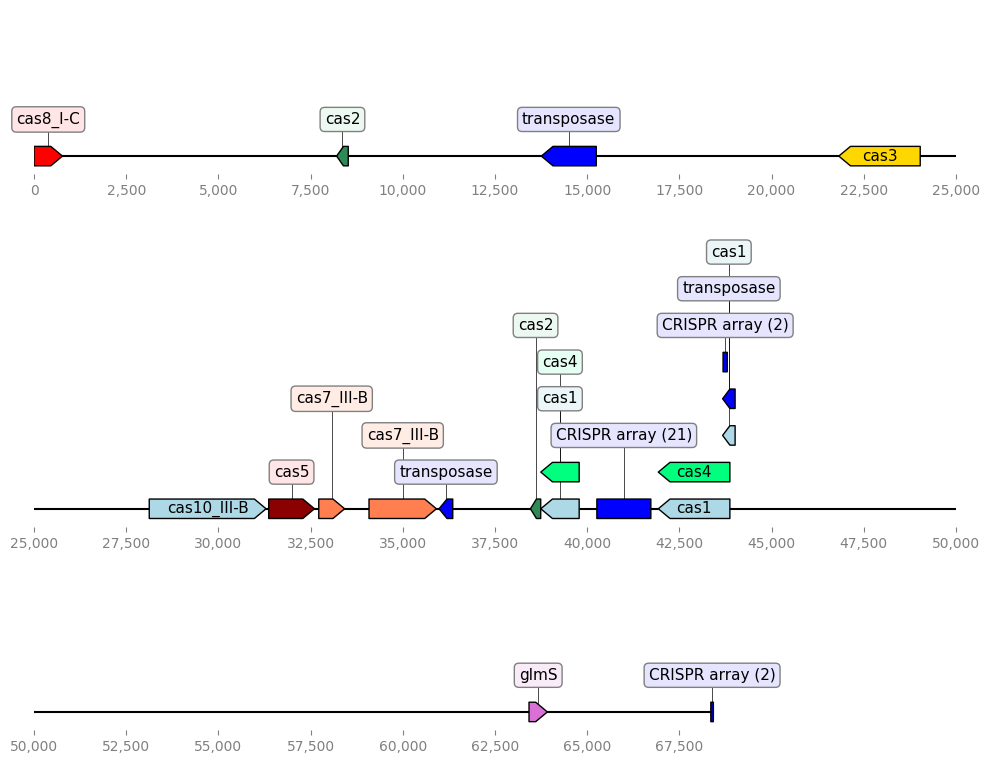 cas8_I-C cas2 transposase
cas3
0 2,500 5,000 7,500 10,000 12,500 15,000 17,500 20,000 22,500 25,000
cas1
transposase
cas2 CRISPR array (2)
cas4
cas7_III-B cas1
cas7_III-B CRISPR array (21)
cas5 transposase cas4
cas10_III-B cas1
25,000 27,500 30,000 32,500 35,000 37,500 40,000 42,500 45,000 47,500 50,000
glmS CRISPR array (2)
50,000 52,500 55,000 57,500 60,000 62,500 65,000 67,500